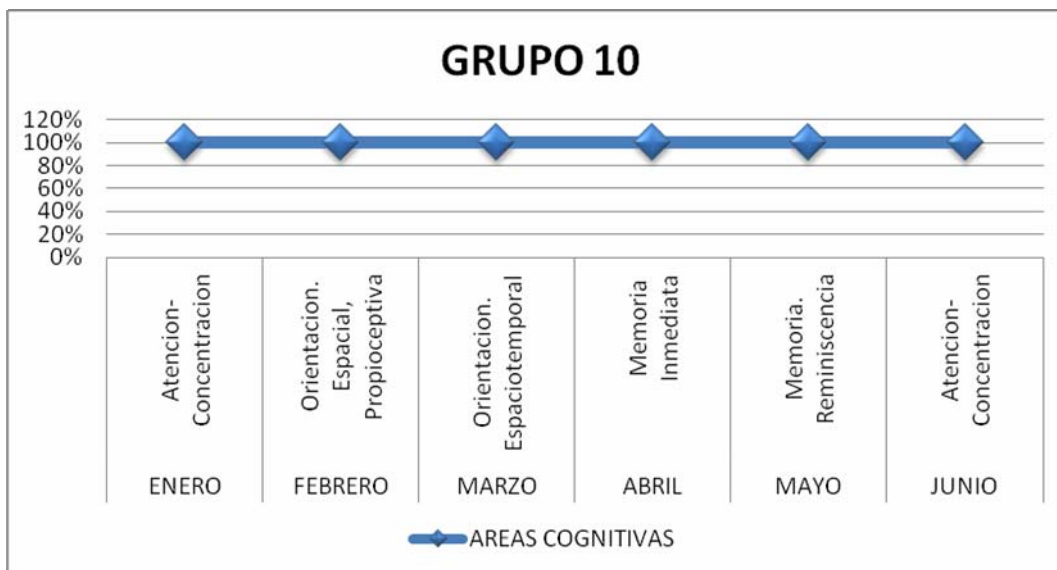 GRUPO 10
120%
100%
80%
60%
40%
20%
0%
Atencion-
Concentracion
Orientacion.
Espacial,
Propioceptiva
Orientacion.
Espaciotemporal
Memoria
Inmediata
Memoria.
Reminiscencia
Atencion-
Concentracion
ENERO
FEBRERO
MARZO
ABRIL
MAYO
JUNIO
AREAS COGNITIVAS